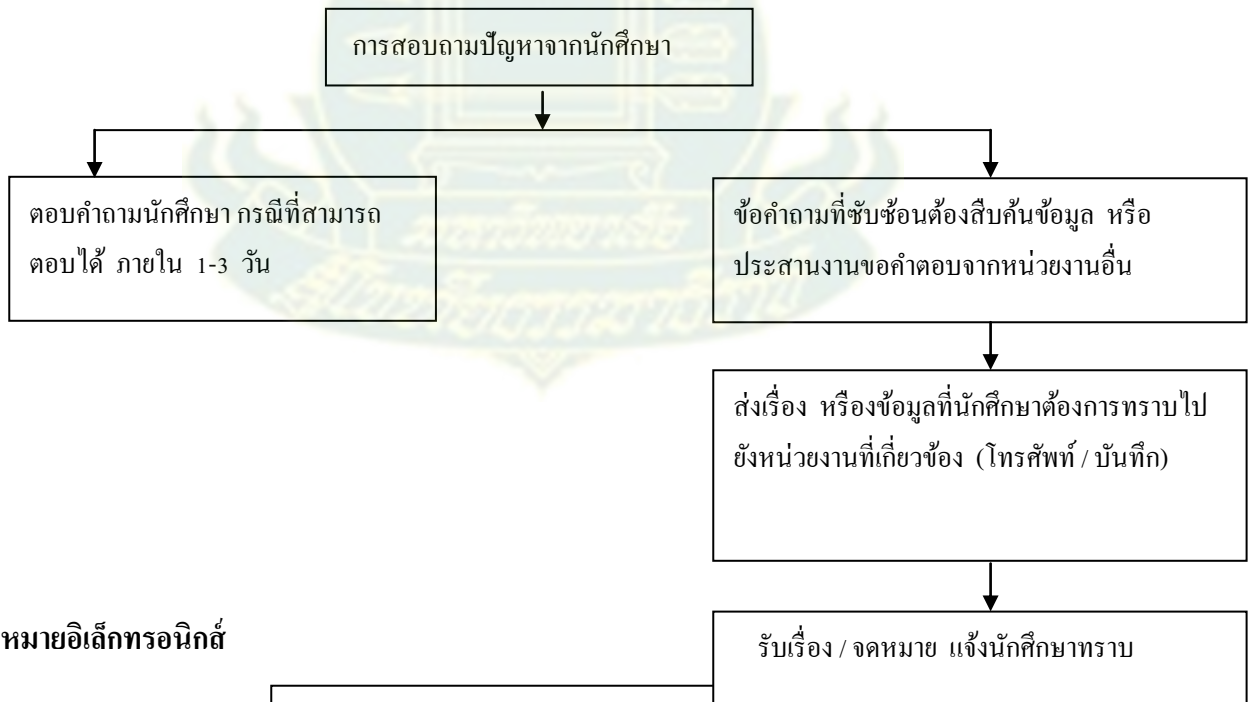 การสอบถามปัญหาจากนักศึกษา
ตอบคำถามนักศึกษา กรณีที่สามารถ
ตอบได้ ภายใน 1-3 วัน
ข้อคำถามที่ซับซ้อนต้องสืบค้นข้อมูล หรือ
ประสานงานขอคำตอบจากหน่วยงานอื่น
ส่งเรื่อง หรืองข้อมูลที่นักศึกษาต้องการทราบไป
ยังหน่วยงานที่เกี่ยวข้อง (โทรศัพท์ / บันทึก)
หมายอิเล็กทรอนิกส์
รับเรื่อง / จดหมาย แจ้งนักศึกษาทราบ